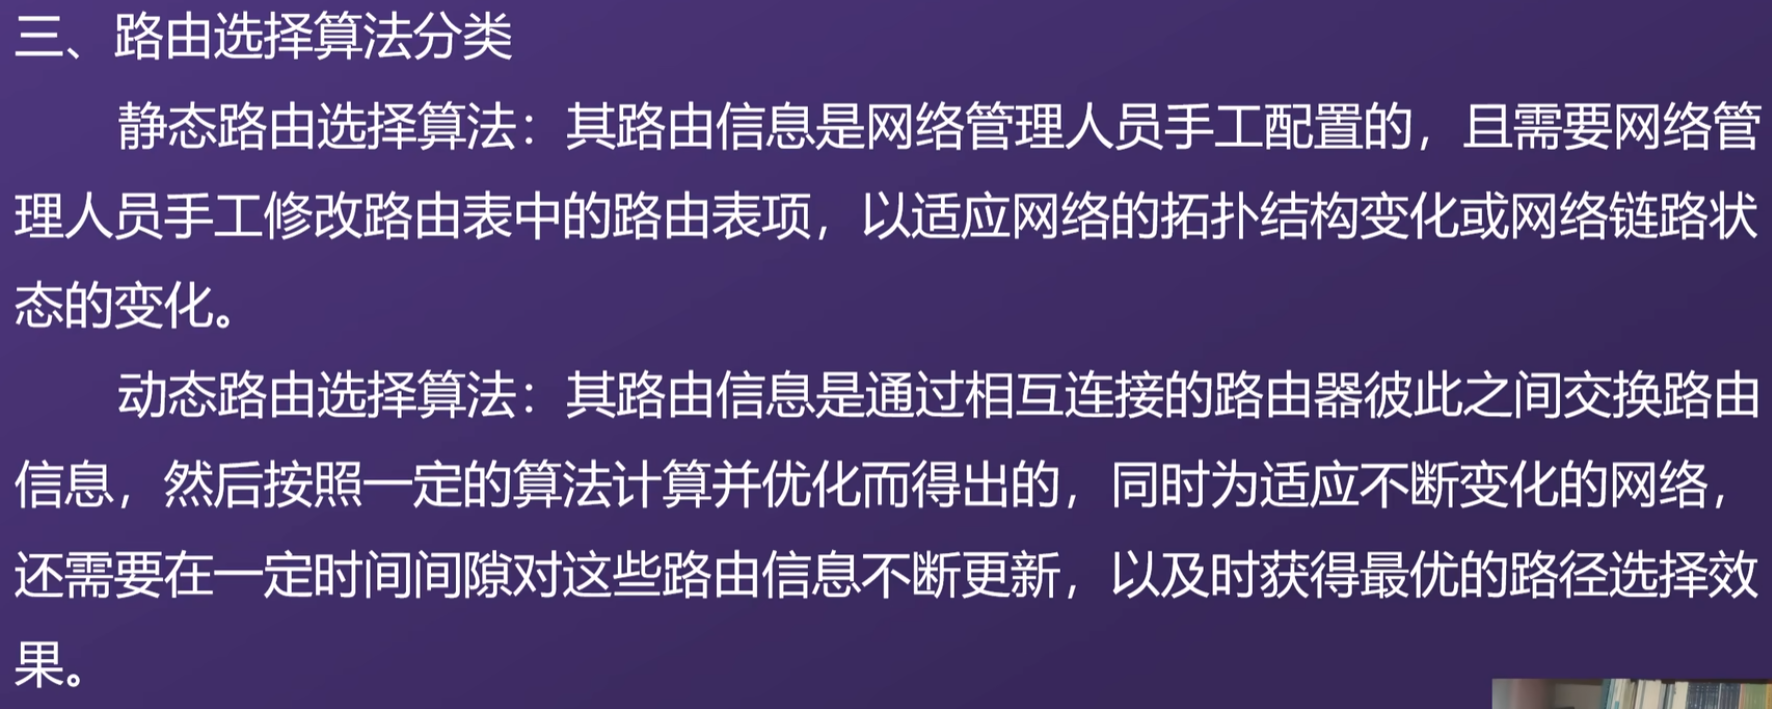 三、路由选择算法分类
静态路由选择算法：其路由信息是网络管理人员手工配置的，且需要网络管
理人员手工修改路由表中的路由表项，以适应网络的拓扑结构变化或网络链路状
态的变化。
动态路由选择算法：其路由信息是通过相互连接的路由器彼此之间交换路由
信息，然后按照一定的算法计算并优化而得出的，同时为适应不断变化的网络，
还需要在一定时间间隙对这些路由信息不断更新，以及时获得最优的路径选择效
果。